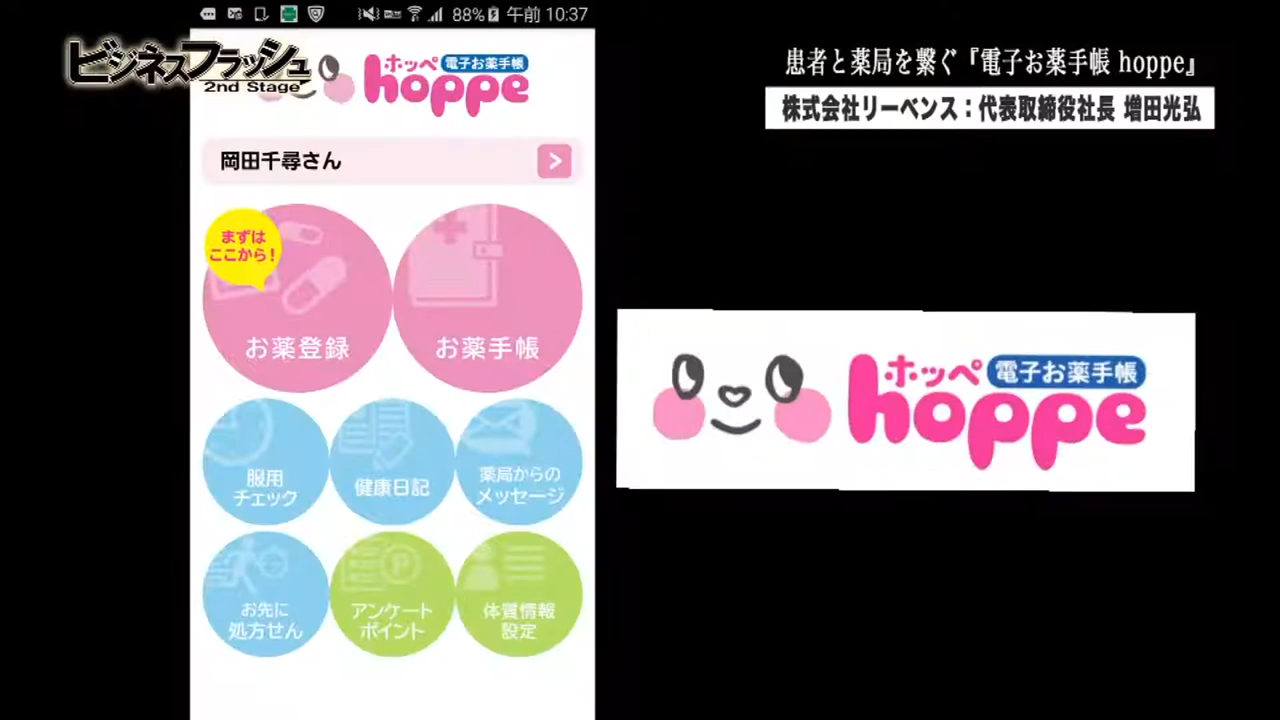 88% 午前 10:37
ビジネスフラッシュ
2nd Stage
ホッペ 電子お薬手帳
hoppe
患者と薬局を繋ぐ『電子お薬手帳 hoppe』
株式会社リーベンス：代表取締役社長 増田光弘
岡田千尋さん
まずは
ここから！
お薬登録
お薬手帳
ホッペ 電子お薬手帳
hoppe
服用
チェック
健康日記
薬局からの
メッセージ
お先に
処方せん
アンケート
ポイント
体質情報
設定